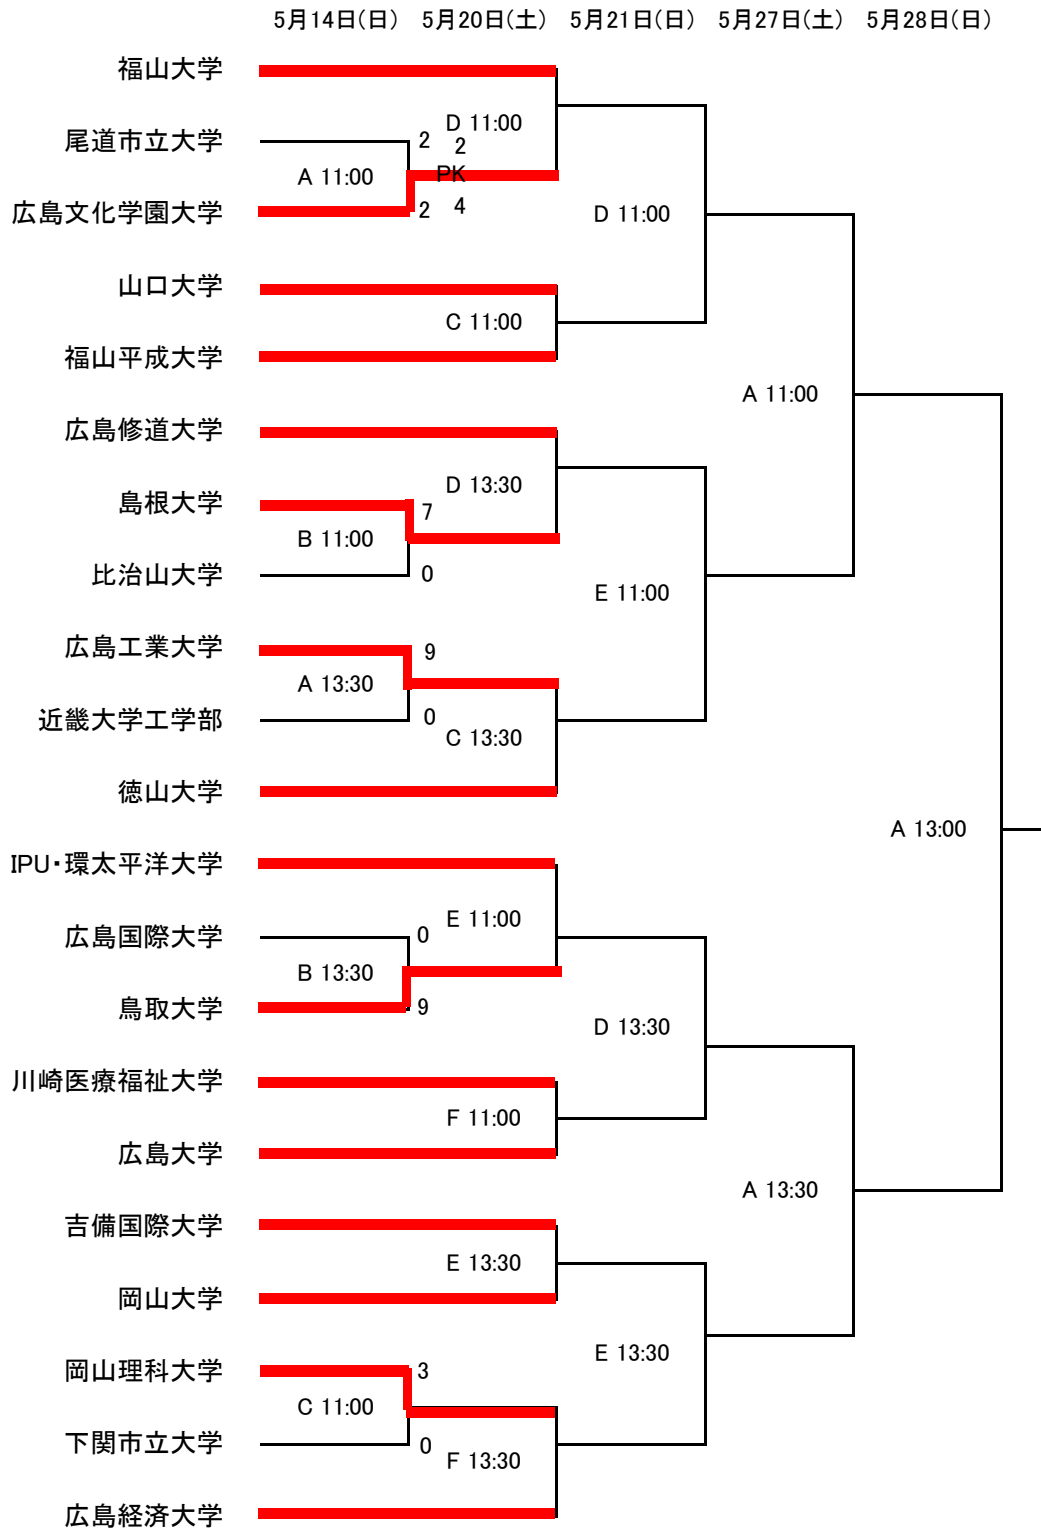 5月14日(日) 5月20日(土) 5月21日(日) 5月27日(土) 5月28日(日)
福山大学
D 11:00
尾道市立大学
2 2
A 11:00
PK
広島文化学園大学
2 4
D 11:00
山口大学
C 11:00
福山平成大学
A 11:00
広島修道大学
D 13:30
島根大学
7
B 11:00
比治山大学
0
E 11:00
広島工業大学
9
A 13:30
近畿大学工学部
0
C 13:30
徳山大学
A 13:00
IPU・環太平洋大学
E 11:00
広島国際大学
0
B 13:30
鳥取大学
9
D 13:30
川崎医療福祉大学
F 11:00
広島大学
A 13:30
吉備国際大学
E 13:30
岡山大学
E 13:30
岡山理科大学
3
C 11:00
下関市立大学
0
F 13:30
広島経済大学